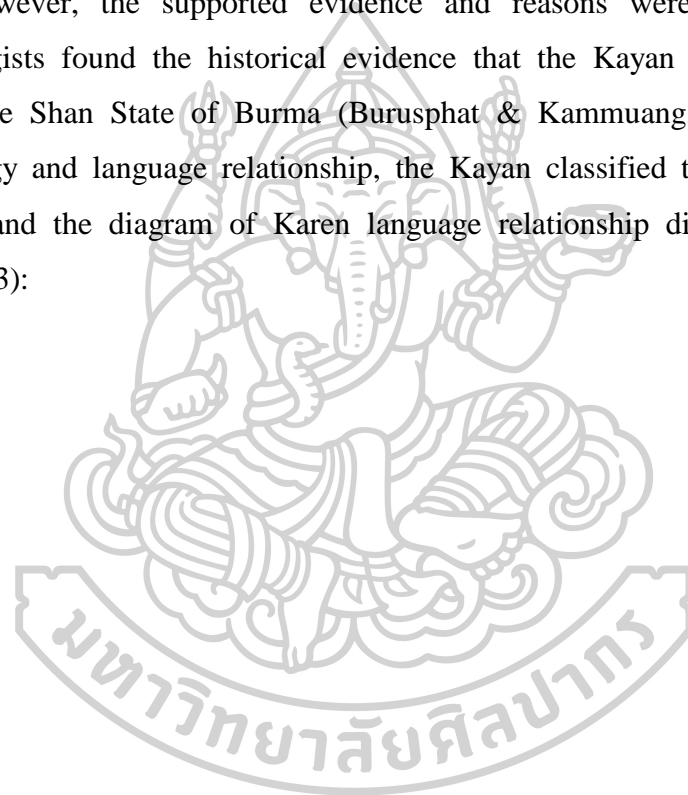 wever, the supported evidence and reasons were
gists found the historical evidence that the Kayan
e Shan State of Burma (Burusphat & Kammuang,
gy and language relationship, the Kayan classified t
and the diagram of Karen language relationship di
3):
มหาวิทยาลัยศิลปากร